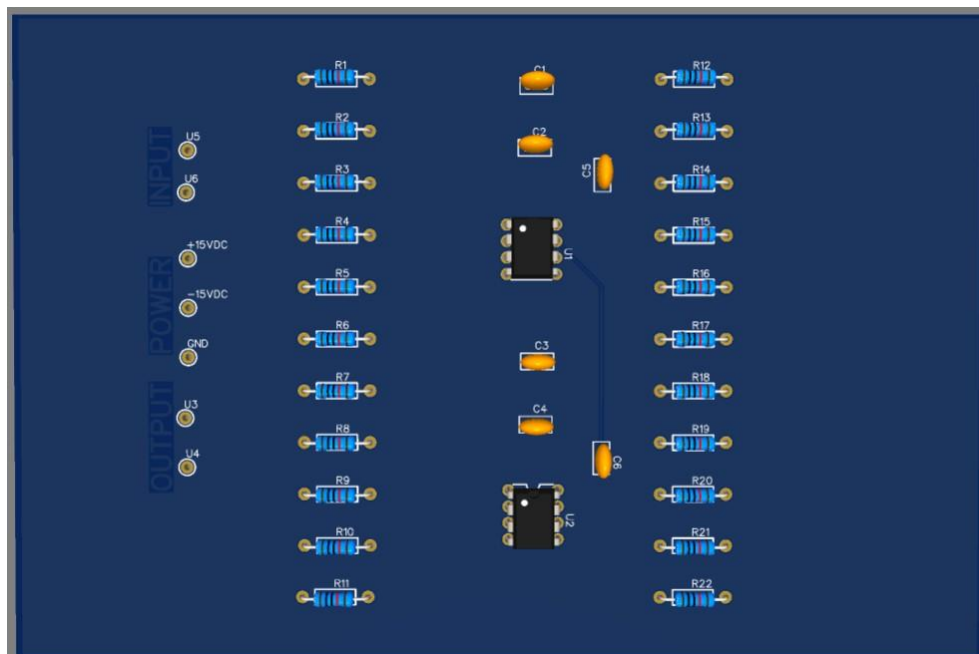 R1
C1
R12
R2
C2
R13
INPUT
U5
R3
C5
R14
U6
R4
R15
+15VDC
U1
POWER
R5
R16
-15VDC
R6
R17
GND
C3
R7
R18
OUTPUT
U3
C4
R8
R19
U4
C6
R9
R20
U2
R10
R21
R11
R22